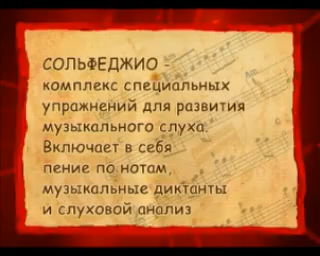 СОЛЬФЕДЖИО -
комплекс специальных
упражнений для развития
музыкального слуха.
Включает в себя
пение по нотам,
музыкальные диктанты
и слуховой анализ